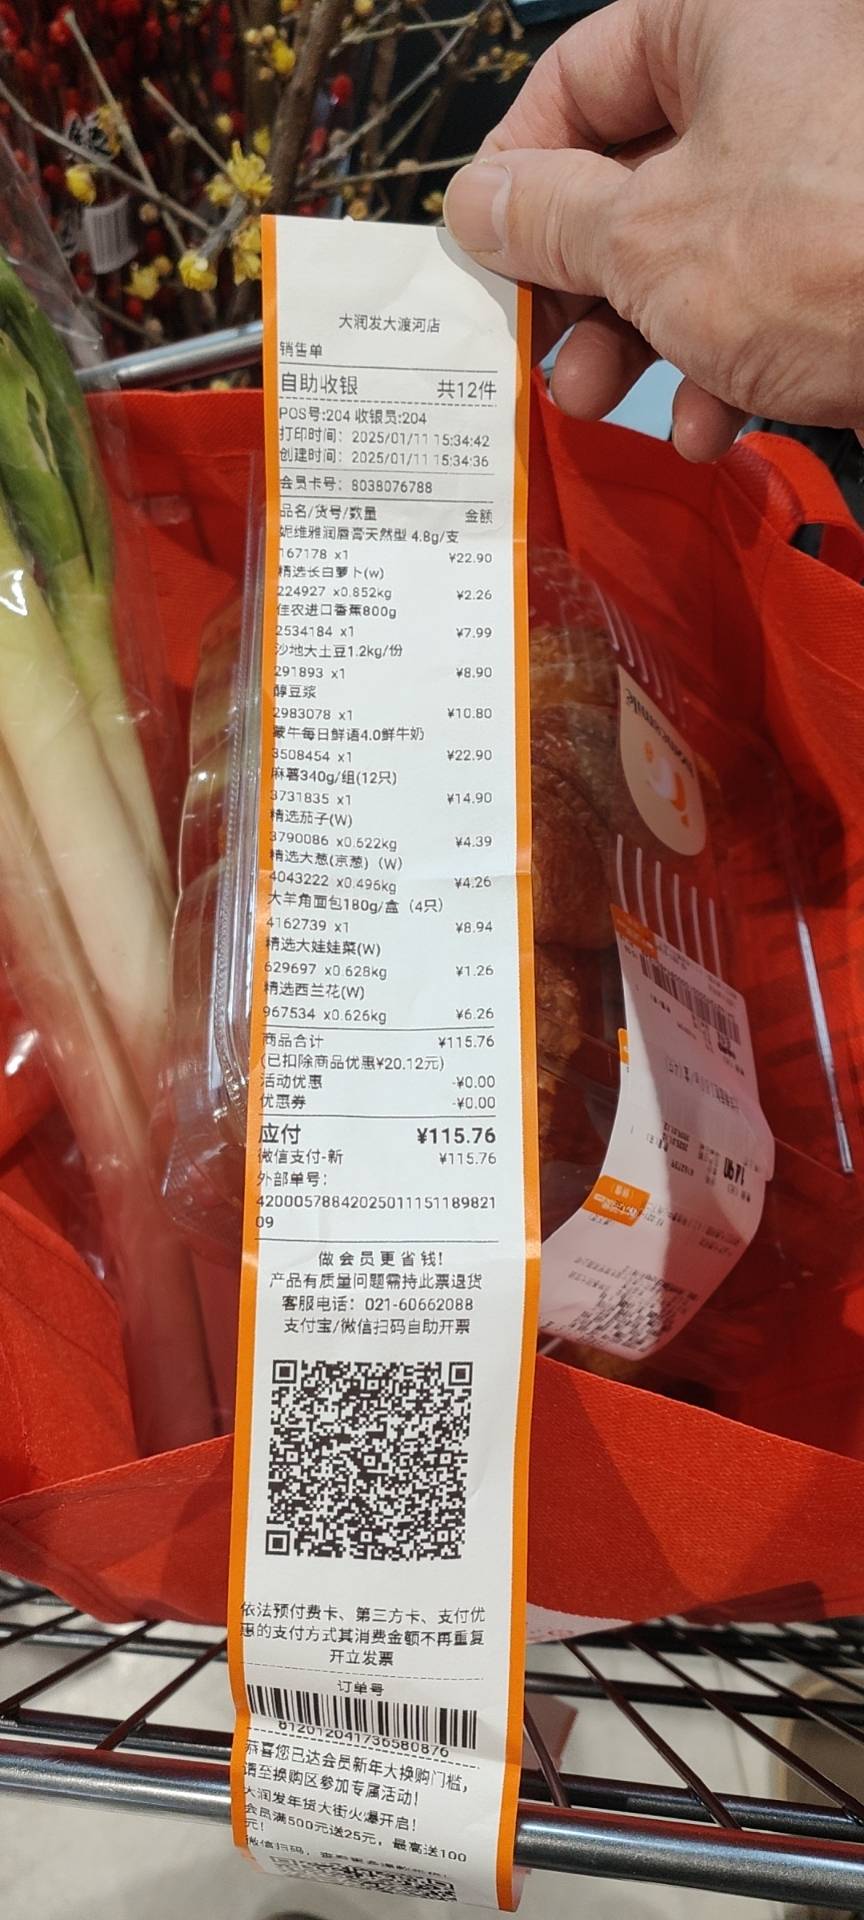 大润发大渡河店
销售单
自助收银 共12件
POS号:204 收银员:204
打印时间：2025/01/11 15:34:42
创建时间：2025/01/11 15:34:36
会员卡号：8038076788
品名/货号/数量 金额
妮维雅润唇膏天然型 4.8g/支
167178 x1 ¥22.90
精选长白萝卜(w)
224927 x0.852kg ¥2.26
佳农进口香蕉800g
2534184 x1 ¥7.99
沙地大土豆1.2kg/份
291893 x1 ¥8.90
醇豆浆
2983078 x1 ¥10.80
蒙牛每日鲜语4.0鲜牛奶
3508454 x1 ¥22.90
麻薯340g/组(12只)
3731835 x1 ¥14.90
精选茄子(W)
3790086 x0.622kg ¥4.39
精选大葱(京葱)（W）
4043222 x0.496kg ¥4.26
大羊角面包180g/盒（4只）
4162739 x1 ¥8.94
精选大娃娃菜(W)
629697 x0.628kg ¥1.26
精选西兰花(W)
967534 x0.626kg ¥6.26
商品合计 ¥115.76
(已扣除商品优惠¥20.12元)
活动优惠 -¥0.00
优惠券 -¥0.00
应付 ¥115.76
微信支付-新 ¥115.76
外部单号：
42000578842025011151189821
09
做会员更省钱!
产品有质量问题需持此票退货
客服电话：021-60662088
支付宝/微信扫码自助开票
依法预付费卡、第三方卡、支付优
惠的支付方式其消费金额不再重复
开立发票
订单号
812012041736580876
恭喜您已达会员新年大换购门槛，
请至换购区参加专属活动!
大润发年货大街火爆开启!
会员满500元送25元，最高送100
元!
微信扫码，